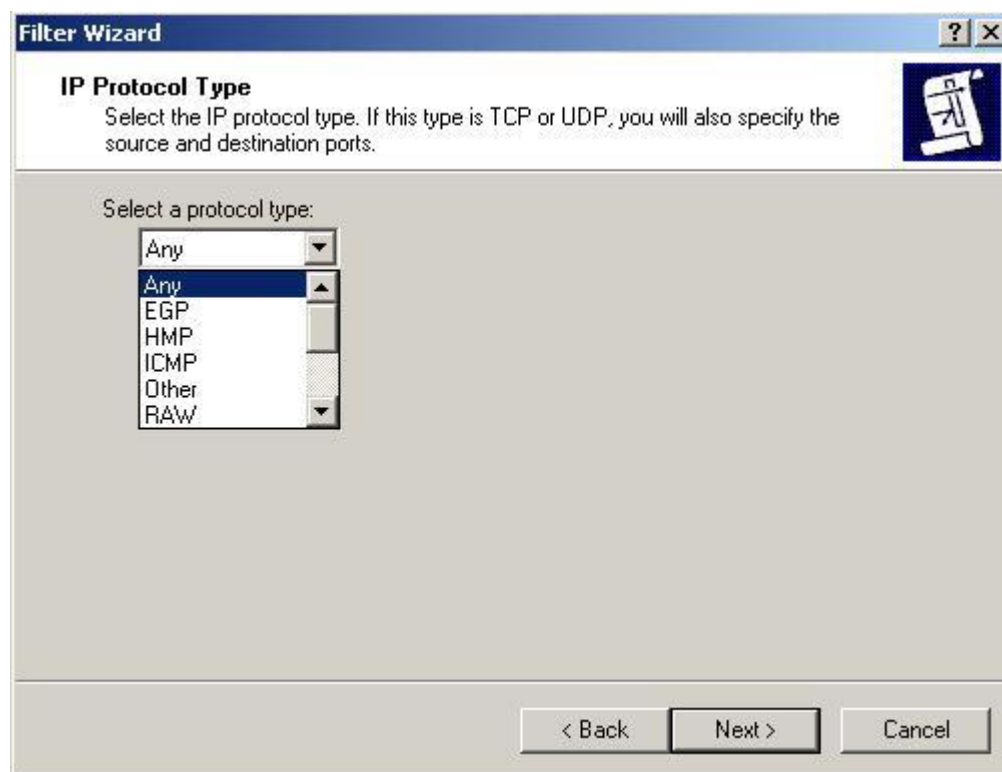 Filter Wizard
IP Protocol Type
Select the IP protocol type. If this type is TCP or UDP, you will also specify the
source and destination ports.
Select a protocol type:
Any
Any
EGP
HMP
ICMP
Other
RAW
< Back
Next >
Cancel